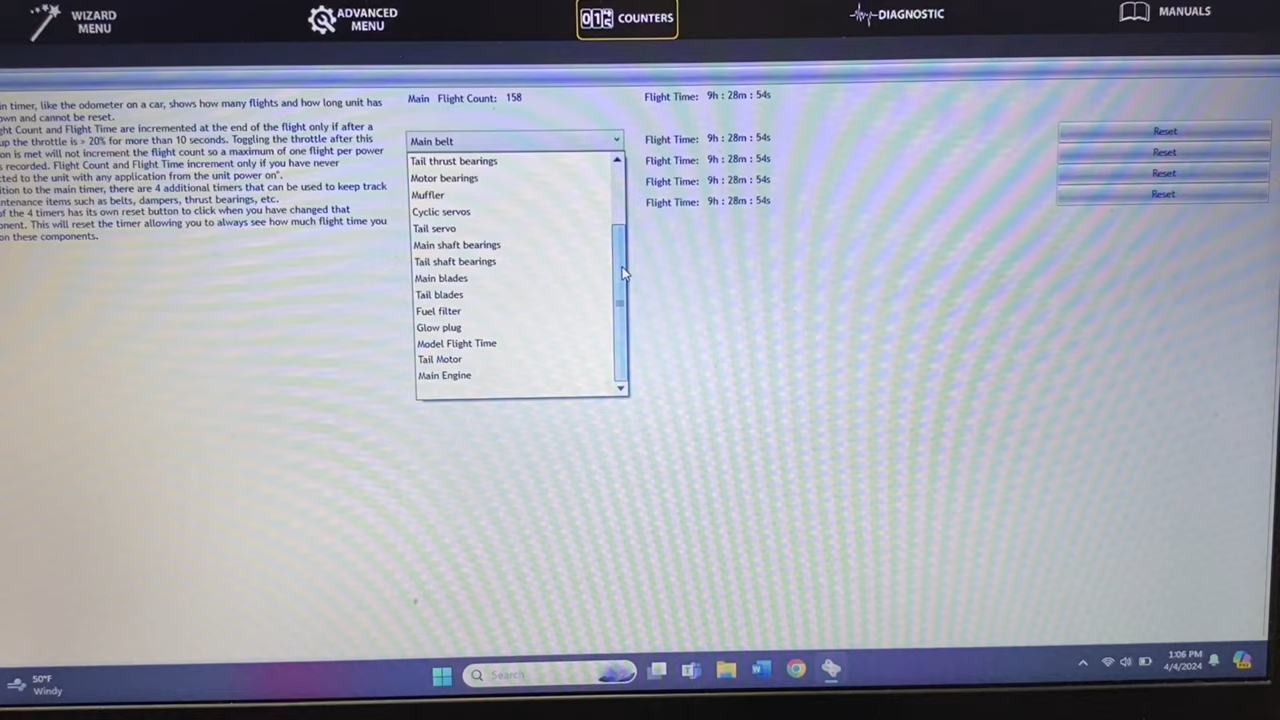 WIZARD
MENU
ADVANCED
MENU
COUNTERS
DIAGNOSTIC
MANUALS
in timer, like the odometer on a car, shows how many flights and how long unit has
own and cannot be reset.
ght Count and Flight Time are incremented at the end of the flight only if after a
up the throttle is > 20% for more than 10 seconds. Toggling the throttle after this
on is met will not increment the flight count so a maximum of one flight per power
s recorded. Flight Count and Flight Time increment only if you have never
cted to the unit with any application from the unit power on".
ition to the main timer, there are 4 additional timers that can be used to keep track
ntenance items such as belts, dampers, thrust bearings, etc.
of the 4 timers has its own reset button to click when you have changed that
onent. This will reset the timer allowing you to always see how much flight time you
on these components.
Main Flight Count: 158
Flight Time: 9h : 28m : 54s
Main belt
Flight Time: 9h : 28m : 54s
Reset
Flight Time: 9h : 28m : 54s
Reset
Flight Time: 9h : 28m : 54s
Reset
Flight Time: 9h : 28m : 54s
Reset
Tail thrust bearings
Motor bearings
Muffler
Cyclic servos
Tail servo
Main shaft bearings
Tail shaft bearings
Main blades
Tail blades
Fuel filter
Glow plug
Model Flight Time
Tail Motor
Main Engine
50°F
Windy
Search
1:06 PM
4/4/2024